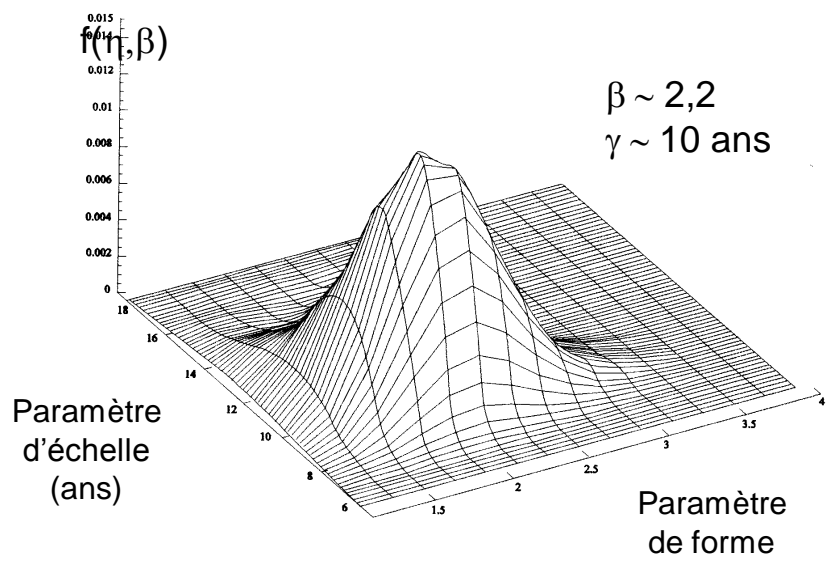 0.015
f(η,β)
0.014
0.012
0.01
0.008
0.006
0.004
0.002
0
β ~ 2,2
γ ~ 10 ans
18
16
14
12
10
8
6
1.5
2
2.5
3
3.5
4
Paramètre
d'échelle
(ans)
Paramètre
de forme